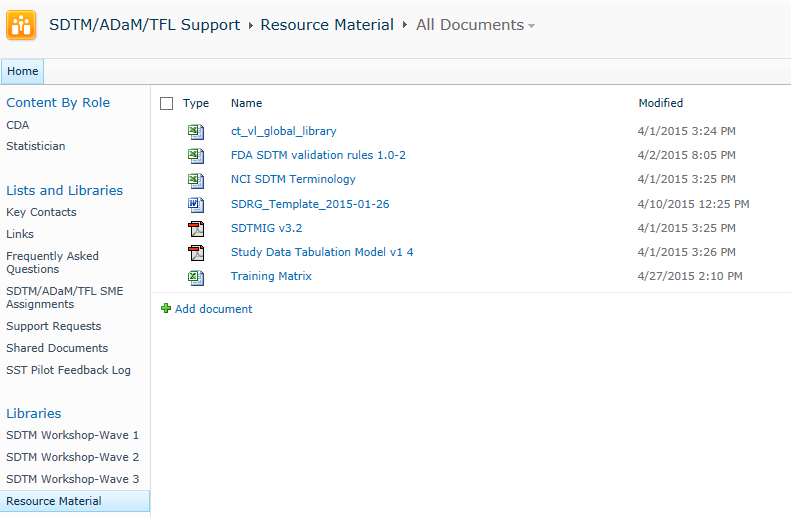 SDTM/ADaM/TFL Support › Resource Material › All Documents
Home
Content By Role
CDA
Statistician
Lists and Libraries
Key Contacts
Links
Frequently Asked
Questions
SDTM/ADaM/TFL SME
Assignments
Support Requests
Shared Documents
SST Pilot Feedback Log
Libraries
SDTM Workshop-Wave 1
SDTM Workshop-Wave 2
SDTM Workshop-Wave 3
Resource Material
Type Name Modified
ct_vl_global_library 4/1/2015 3:24 PM
FDA SDTM validation rules 1.0-2 4/2/2015 8:05 PM
NCI SDTM Terminology 4/1/2015 3:25 PM
SDRG_Template_2015-01-26 4/10/2015 12:25 PM
SDTMIG v3.2 4/1/2015 3:25 PM
Study Data Tabulation Model v1 4 4/1/2015 3:26 PM
Training Matrix 4/27/2015 2:10 PM
Add document